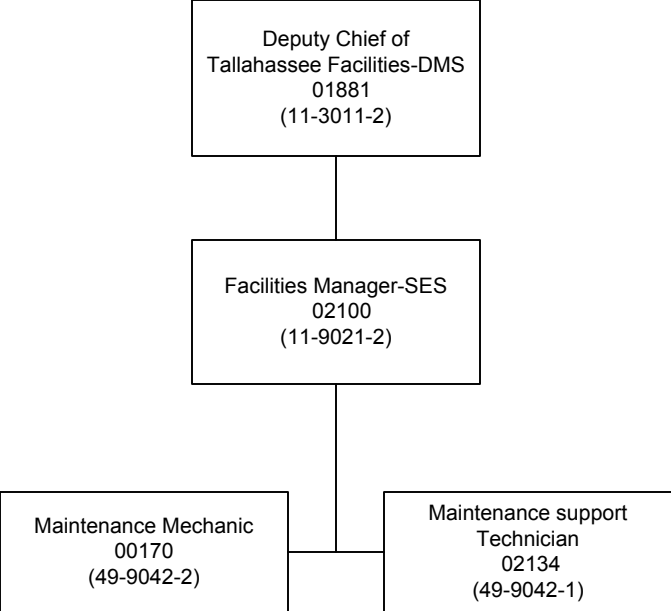 Deputy Chief of
Tallahassee Facilities-DMS
01881
(11-3011-2)
Facilities Manager-SES
02100
(11-9021-2)
Maintenance Mechanic
00170
(49-9042-2)
Maintenance support
Technician
02134
(49-9042-1)